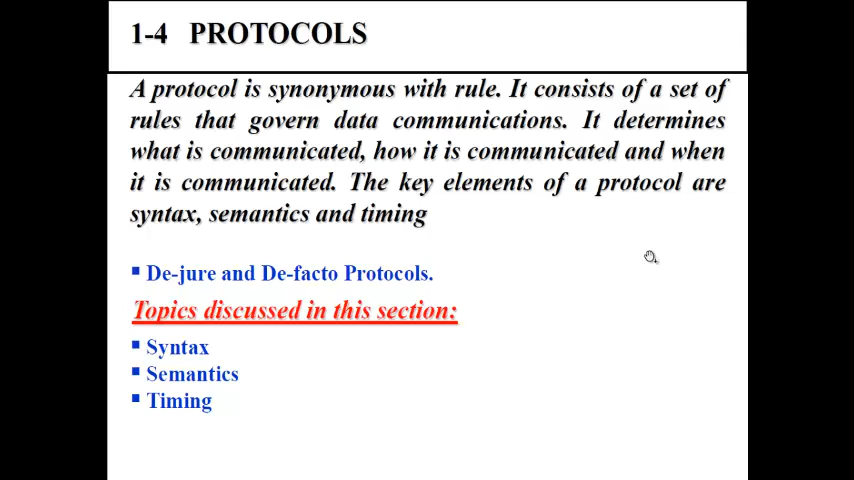 1-4 PROTOCOLS
A protocol is synonymous with rule. It consists of a set of
rules that govern data communications. It determines
what is communicated, how it is communicated and when
it is communicated. The key elements of a protocol are
syntax, semantics and timing
▪ De-jure and De-facto Protocols.
Topics discussed in this section:
▪ Syntax
▪ Semantics
▪ Timing